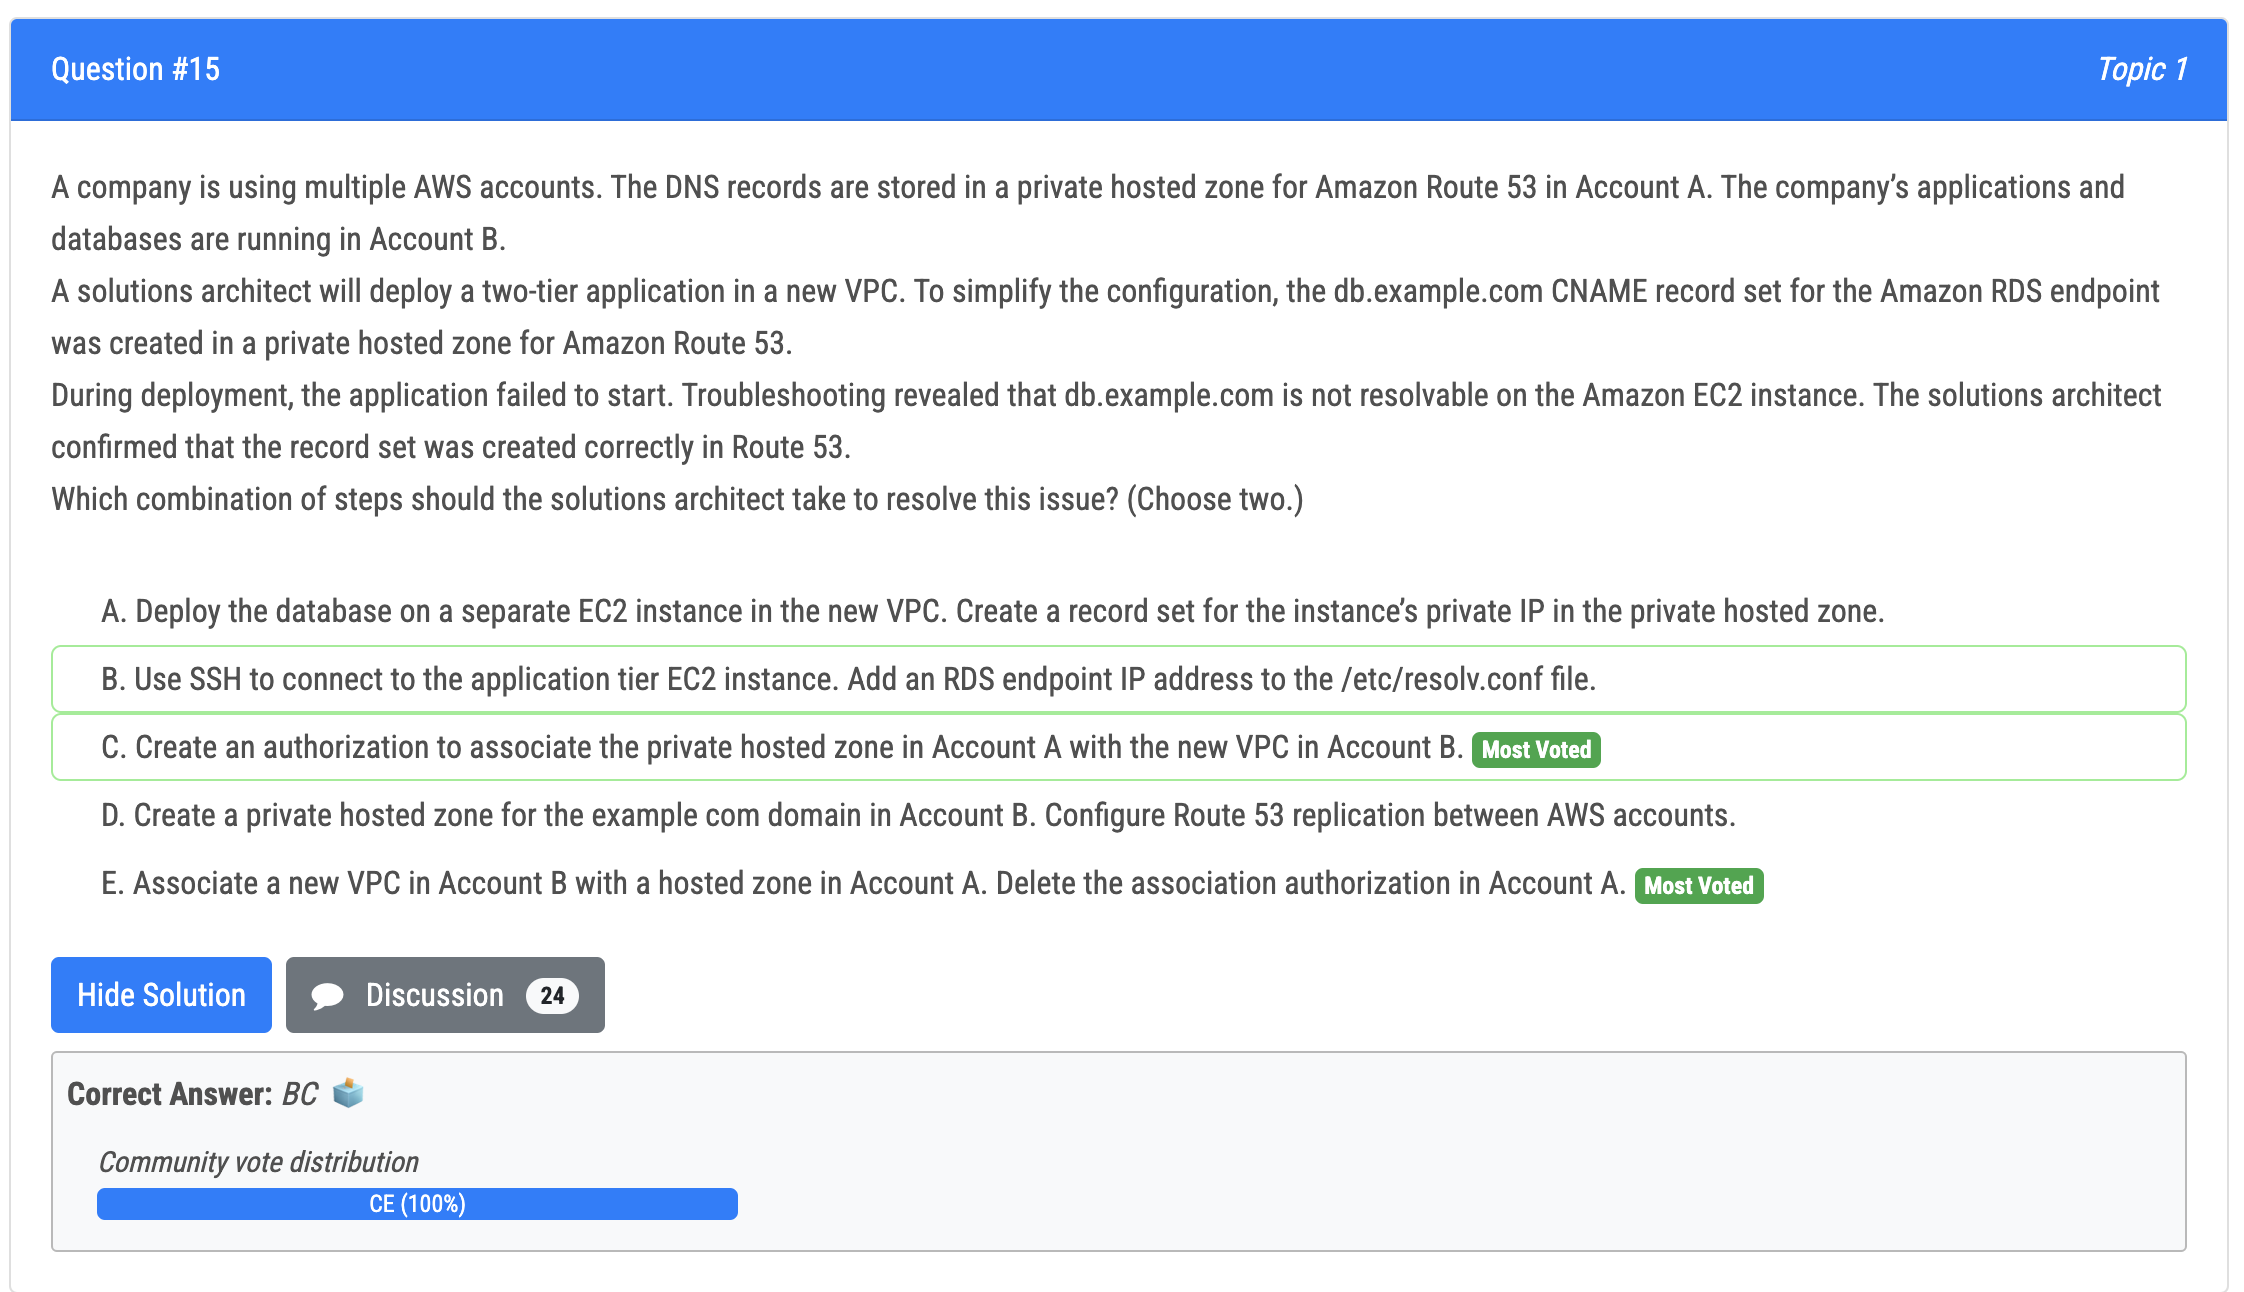 Question #15
Topic 1
A company is using multiple AWS accounts. The DNS records are stored in a private hosted zone for Amazon Route 53 in Account A. The company’s applications and
databases are running in Account B.
A solutions architect will deploy a two-tier application in a new VPC. To simplify the configuration, the db.example.com CNAME record set for the Amazon RDS endpoint
was created in a private hosted zone for Amazon Route 53.
During deployment, the application failed to start. Troubleshooting revealed that db.example.com is not resolvable on the Amazon EC2 instance. The solutions architect
confirmed that the record set was created correctly in Route 53.
Which combination of steps should the solutions architect take to resolve this issue? (Choose two.)
A. Deploy the database on a separate EC2 instance in the new VPC. Create a record set for the instance’s private IP in the private hosted zone.
B. Use SSH to connect to the application tier EC2 instance. Add an RDS endpoint IP address to the /etc/resolv.conf file.
C. Create an authorization to associate the private hosted zone in Account A with the new VPC in Account B. Most Voted
D. Create a private hosted zone for the example com domain in Account B. Configure Route 53 replication between AWS accounts.
E. Associate a new VPC in Account B with a hosted zone in Account A. Delete the association authorization in Account A. Most Voted
Hide Solution
Discussion 24
Correct Answer: BC
Community vote distribution
CE (100%)